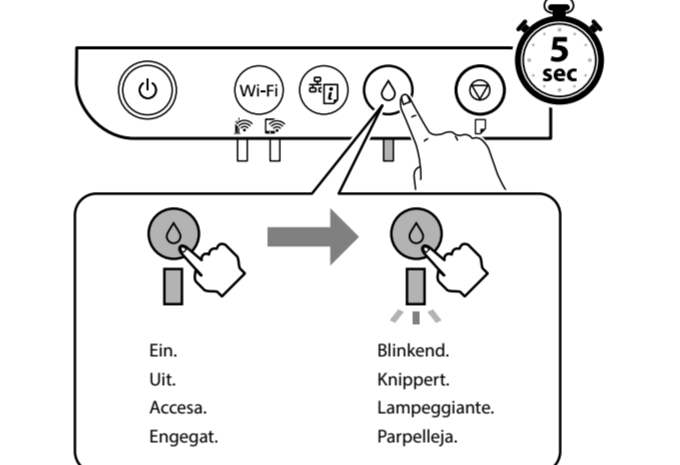 5
sec
Wi-Fi
i
Ein.
Uit.
Accesa.
Engegat.
Blinkend.
Knippert.
Lampeggiante.
Parpelleja.